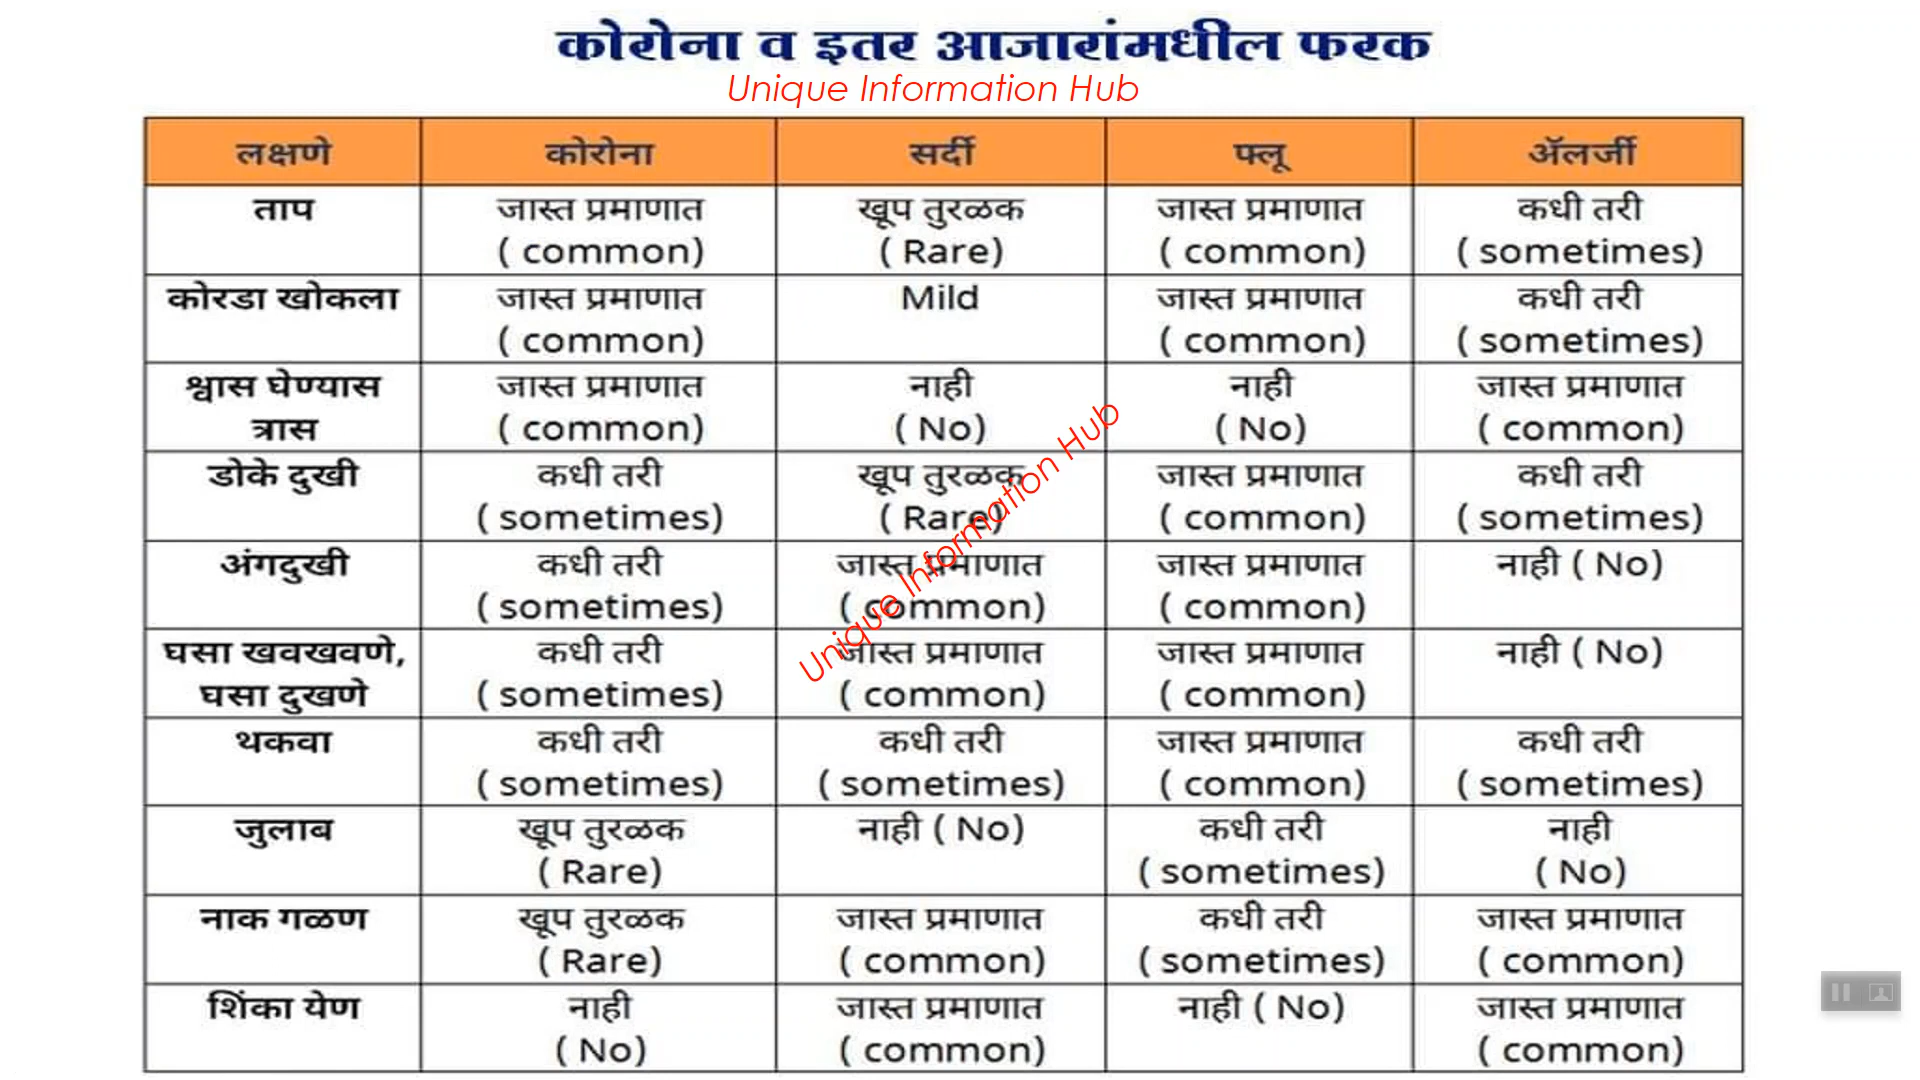 कोरोना व इतर आजारांमधील फरक
Unique Information Hub
लक्षणे कोरोना सर्दी फ्लू ॲलर्जी
ताप जास्त प्रमाणात खूप तुरळक जास्त प्रमाणात कधी तरी
( common) ( Rare) ( common) ( sometimes)
कोरडा खोकला जास्त प्रमाणात Mild जास्त प्रमाणात कधी तरी
( common) ( common) ( sometimes)
श्वास घेण्यास जास्त प्रमाणात नाही नाही जास्त प्रमाणात
त्रास ( common) ( No) ( No) ( common)
डोके दुखी कधी तरी खूप तुरळक जास्त प्रमाणात कधी तरी
( sometimes) ( Rare) ( common) ( sometimes)
अंगदुखी कधी तरी जास्त प्रमाणात जास्त प्रमाणात नाही ( No)
( sometimes) ( common) ( common)
घसा खवखवणे, कधी तरी जास्त प्रमाणात जास्त प्रमाणात नाही ( No)
घसा दुखणे ( sometimes) ( common) ( common)
थकवा कधी तरी कधी तरी जास्त प्रमाणात कधी तरी
( sometimes) ( sometimes) ( common) ( sometimes)
जुलाब खूप तुरळक नाही ( No) कधी तरी नाही
( Rare) ( sometimes) ( No)
नाक गळण खूप तुरळक जास्त प्रमाणात कधी तरी जास्त प्रमाणात
( Rare) ( common) ( sometimes) ( common)
शिंका येण नाही जास्त प्रमाणात नाही ( No) जास्त प्रमाणात
( No) ( common) ( common)
Unique Information Hub